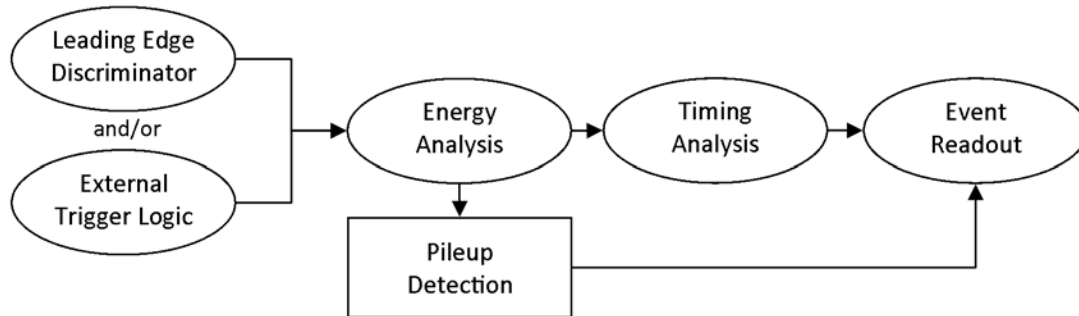 Leading Edge
Discriminator
and/or
External
Trigger Logic
Energy
Analysis
Timing
Analysis
Event
Readout
Pileup
Detection